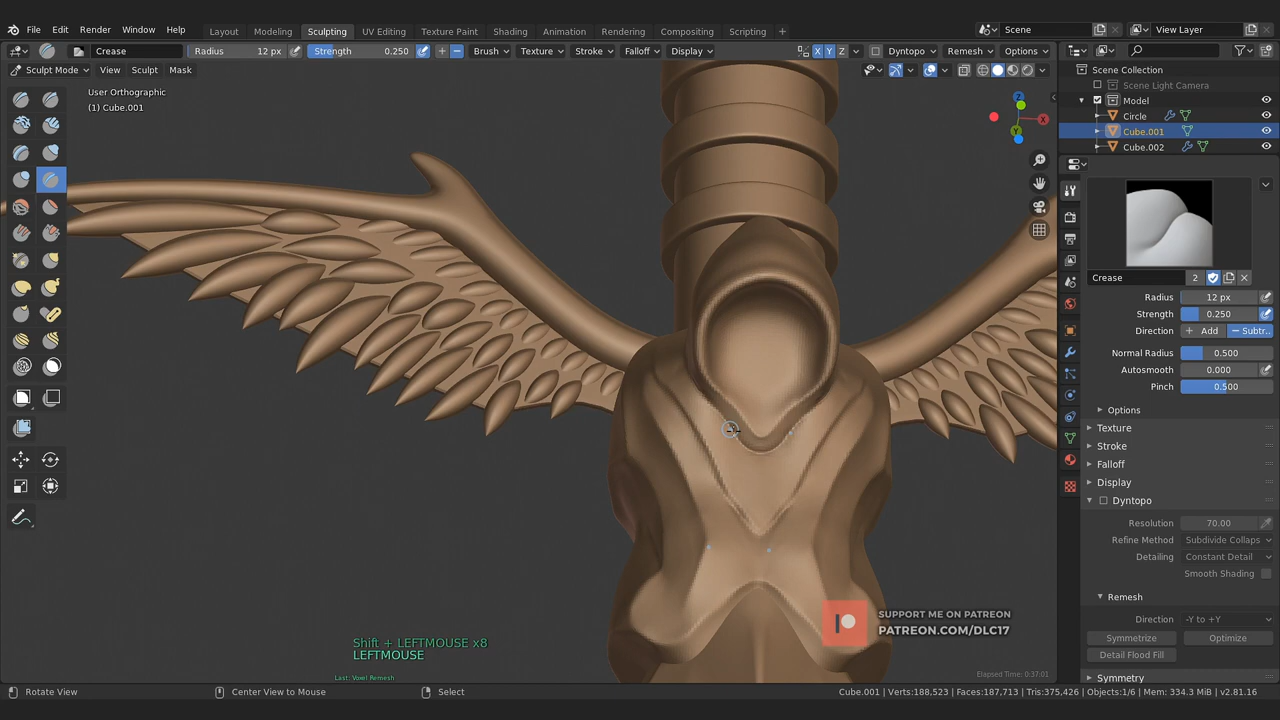 File Edit Render Window Help Layout Modeling Sculpting UV Editing Texture Paint Shading Animation Rendering Compositing Scripting + Scene View Layer
Crease Radius 12 px Strength 0.250 Brush Texture Stroke Falloff Display X Y Z Dyntopo Remesh Options
Sculpt Mode View Sculpt Mask
Scene Collection
Scene Light Camera
Model
Circle
Cube.001
Cube.002
User Orthographic
(1) Cube.001
Z
Y
X
Crease 2
Radius 12 px
Strength 0.250
Direction + Add — Subtr..
Normal Radius 0.500
Autosmooth 0.000
Pinch 0.500
Options
Texture
Stroke
Falloff
Display
Dyntopo
Resolution 70.00
Refine Method Subdivide Collaps
Detailing Constant Detail
Smooth Shading
Remesh
Direction -Y to +Y
Symmetrize Optimize
Detail Flood Fill
Symmetry
SUPPORT ME ON PATREON
PATREON.COM/DLC17
Shift + LEFTMOUSE x8
LEFTMOUSE
Last: Voxel Remesh
Elapsed Time: 0:37:01
Rotate View Center View to Mouse Select Cube.001 | Verts:188,523 | Faces:187,713 | Tris:375,426 | Objects:1/6 | Mem: 334.3 MiB | v2.81.16